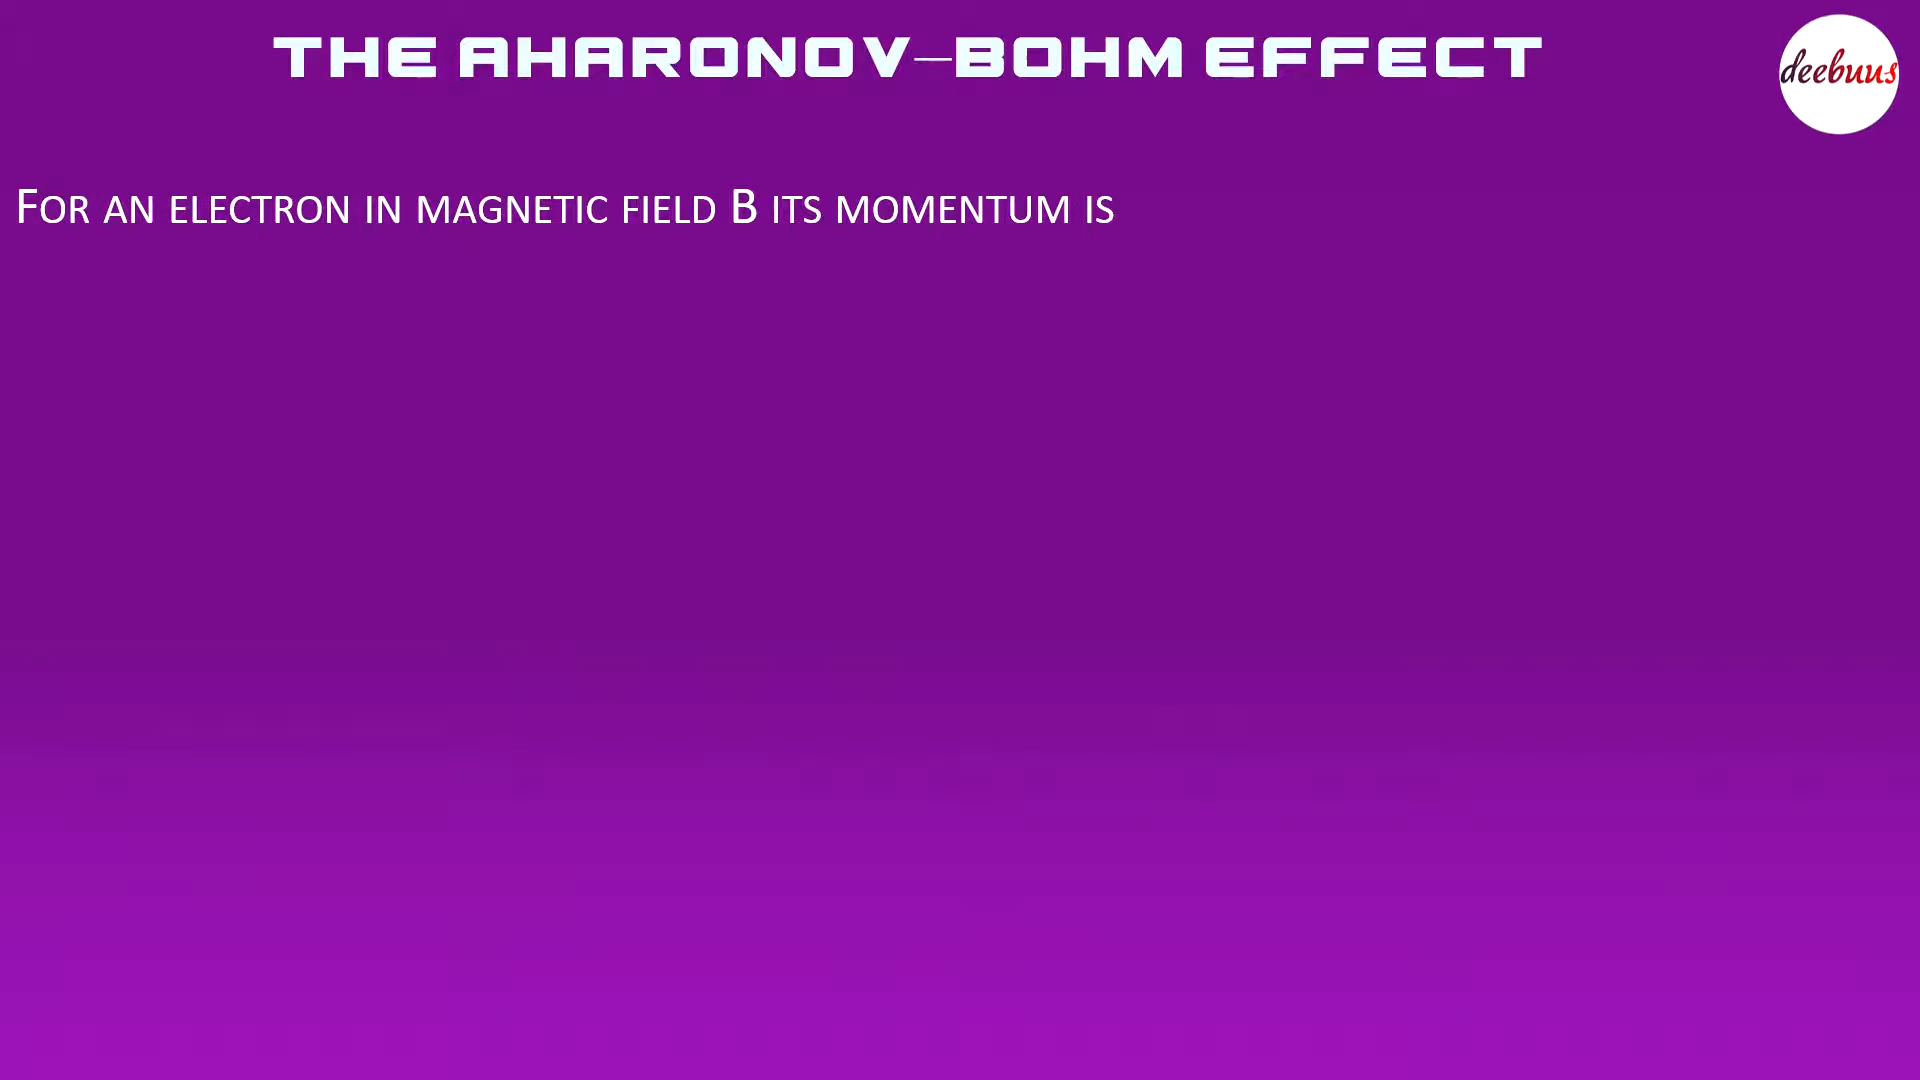 THE AHARONOV–BOHM EFFECT
deebuus
FOR AN ELECTRON IN MAGNETIC FIELD B ITS MOMENTUM IS